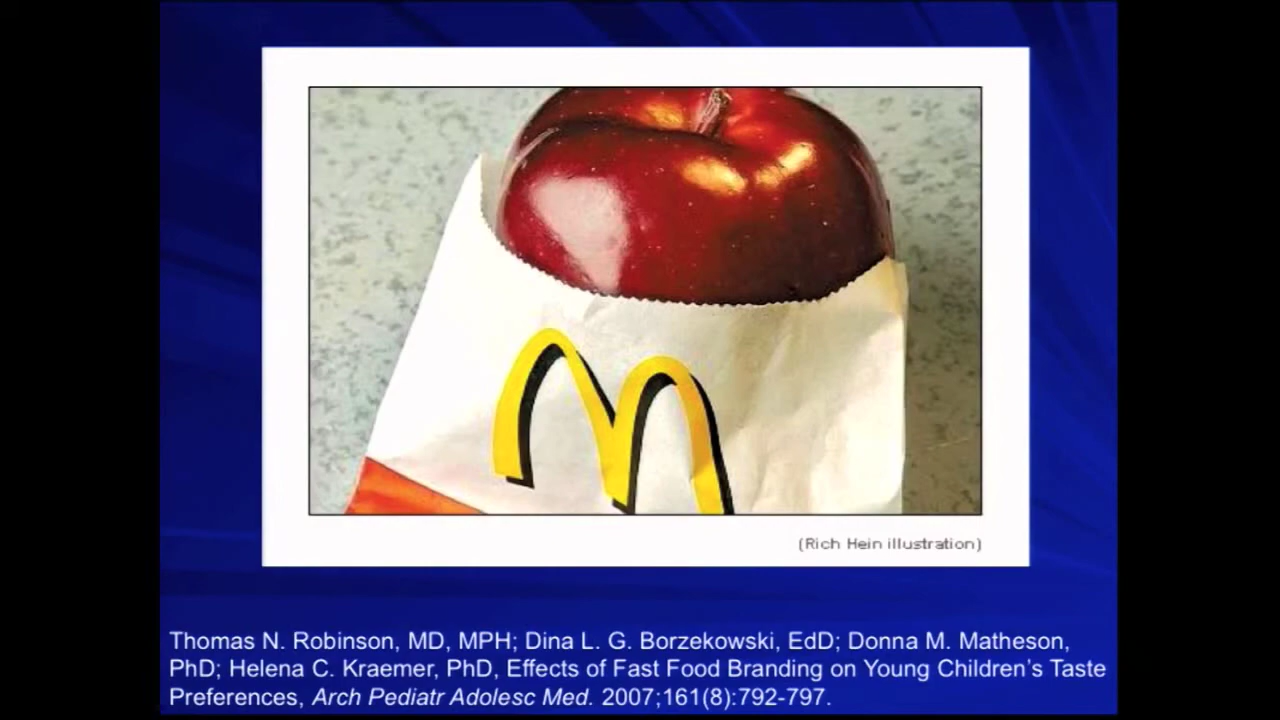 (Rich Hein illustration)
Thomas N. Robinson, MD, MPH; Dina L. G. Borzekowski, EdD; Donna M. Matheson,
PhD; Helena C. Kraemer, PhD, Effects of Fast Food Branding on Young Children’s Taste
Preferences, Arch Pediatr Adolesc Med. 2007;161(8):792-797.